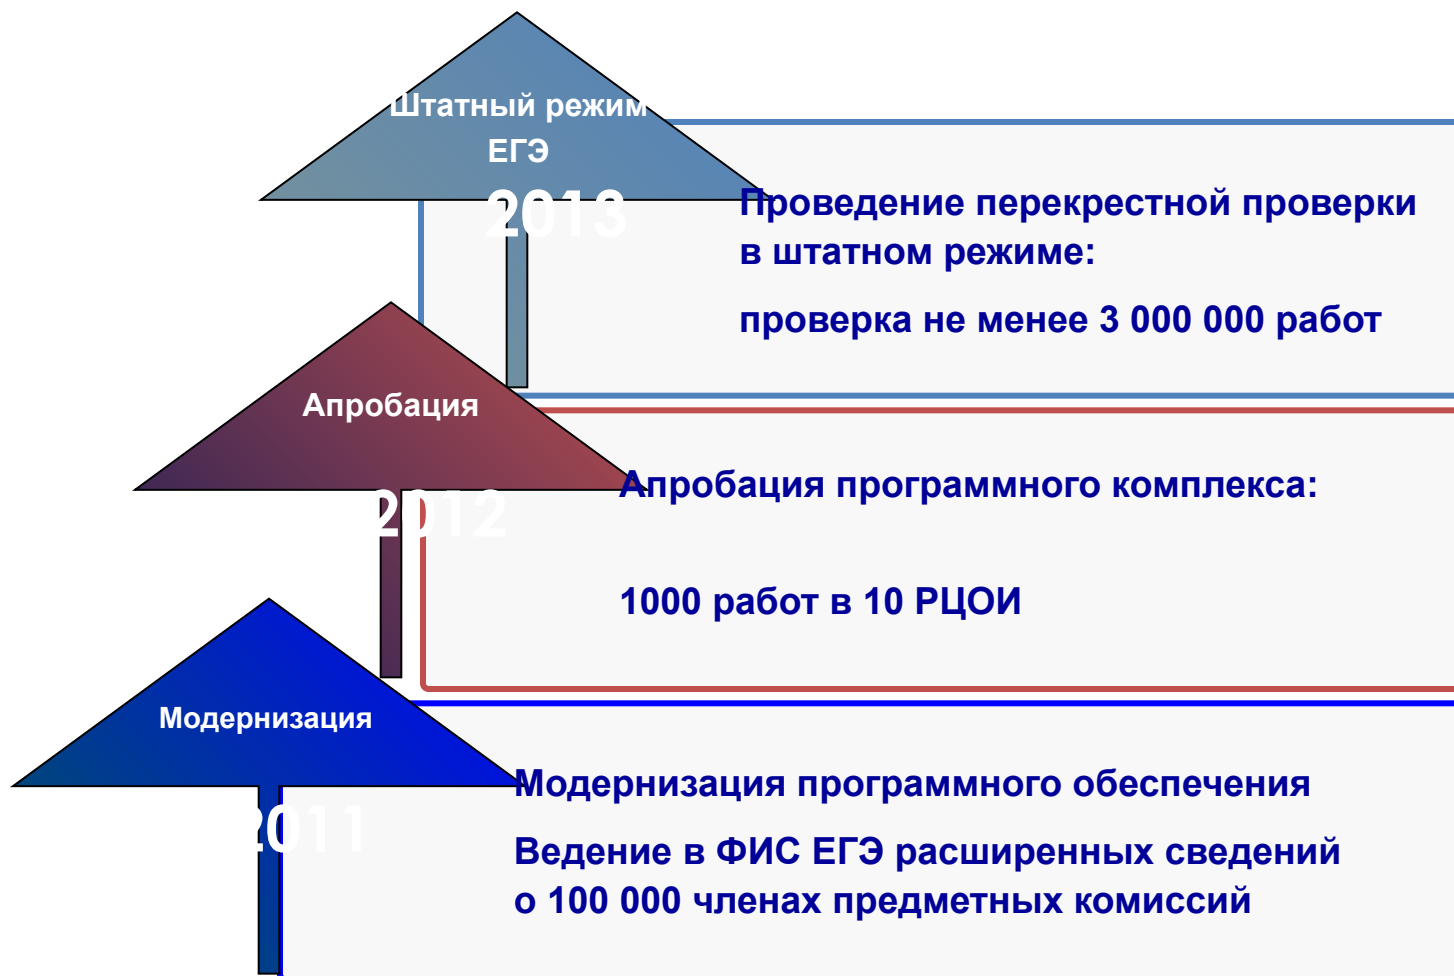 Штатный режим
ЕГЭ
2013
Проведение перекрестной проверки
в штатном режиме:
проверка не менее 3 000 000 работ
Апробация
2012
Апробация программного комплекса:
1000 работ в 10 РЦОИ
Модернизация
2011
Модернизация программного обеспечения
Ведение в ФИС ЕГЭ расширенных сведений
о 100 000 членах предметных комиссий